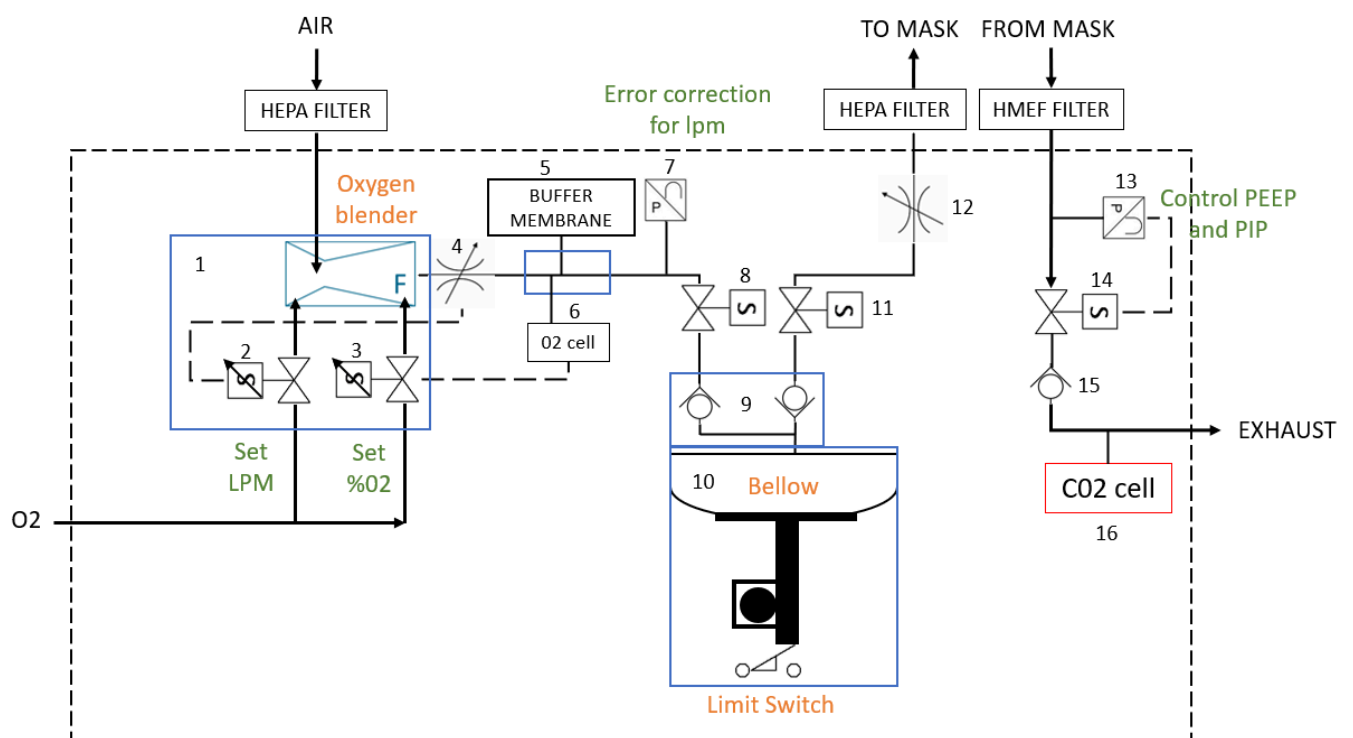 AIR
TO MASK
FROM MASK
HEPA FILTER
Error correction
for lpm
HEPA FILTER
HMEF FILTER
Oxygen
blender
5
BUFFER
MEMBRANE
7
P
12
13
P
Control PEEP
and PIP
1
F
4
8
S
11
S
14
S
2
S
3
S
6
02 cell
9
15
Set
LPM
Set
%02
EXHAUST
10
Bellow
C02 cell
16
O2
Limit Switch